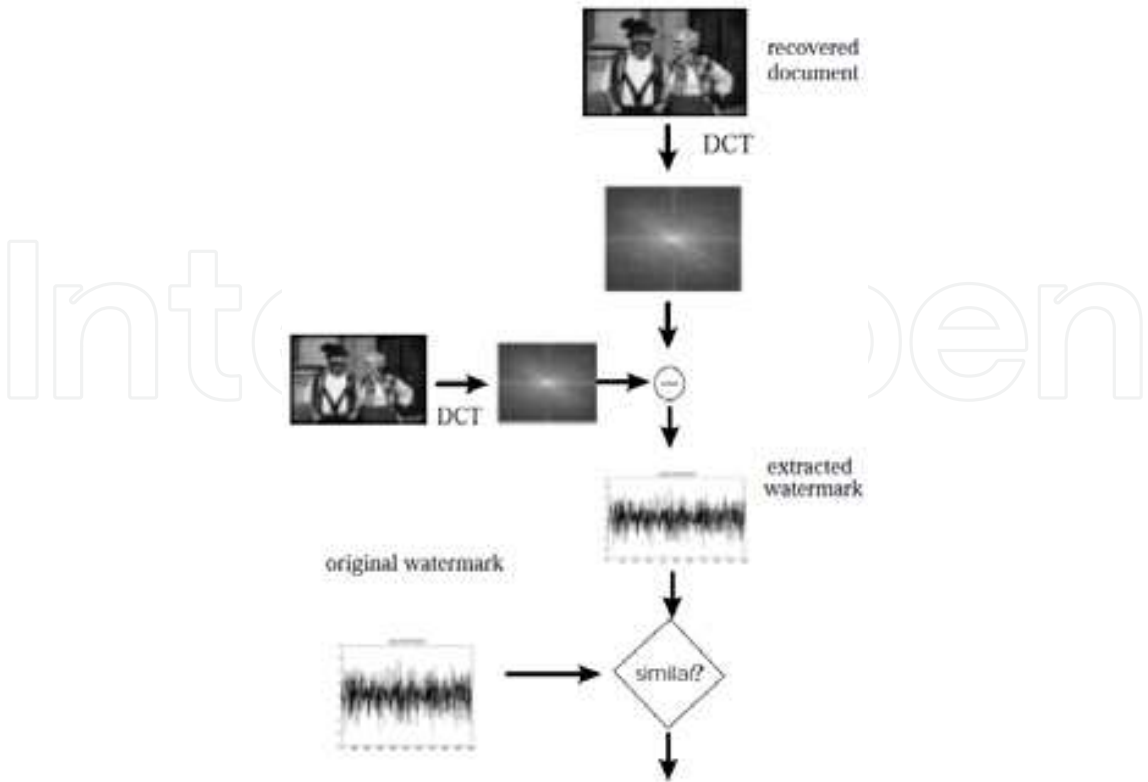 recovered
document
DCT
DCT
extracted
watermark
original watermark
similar?